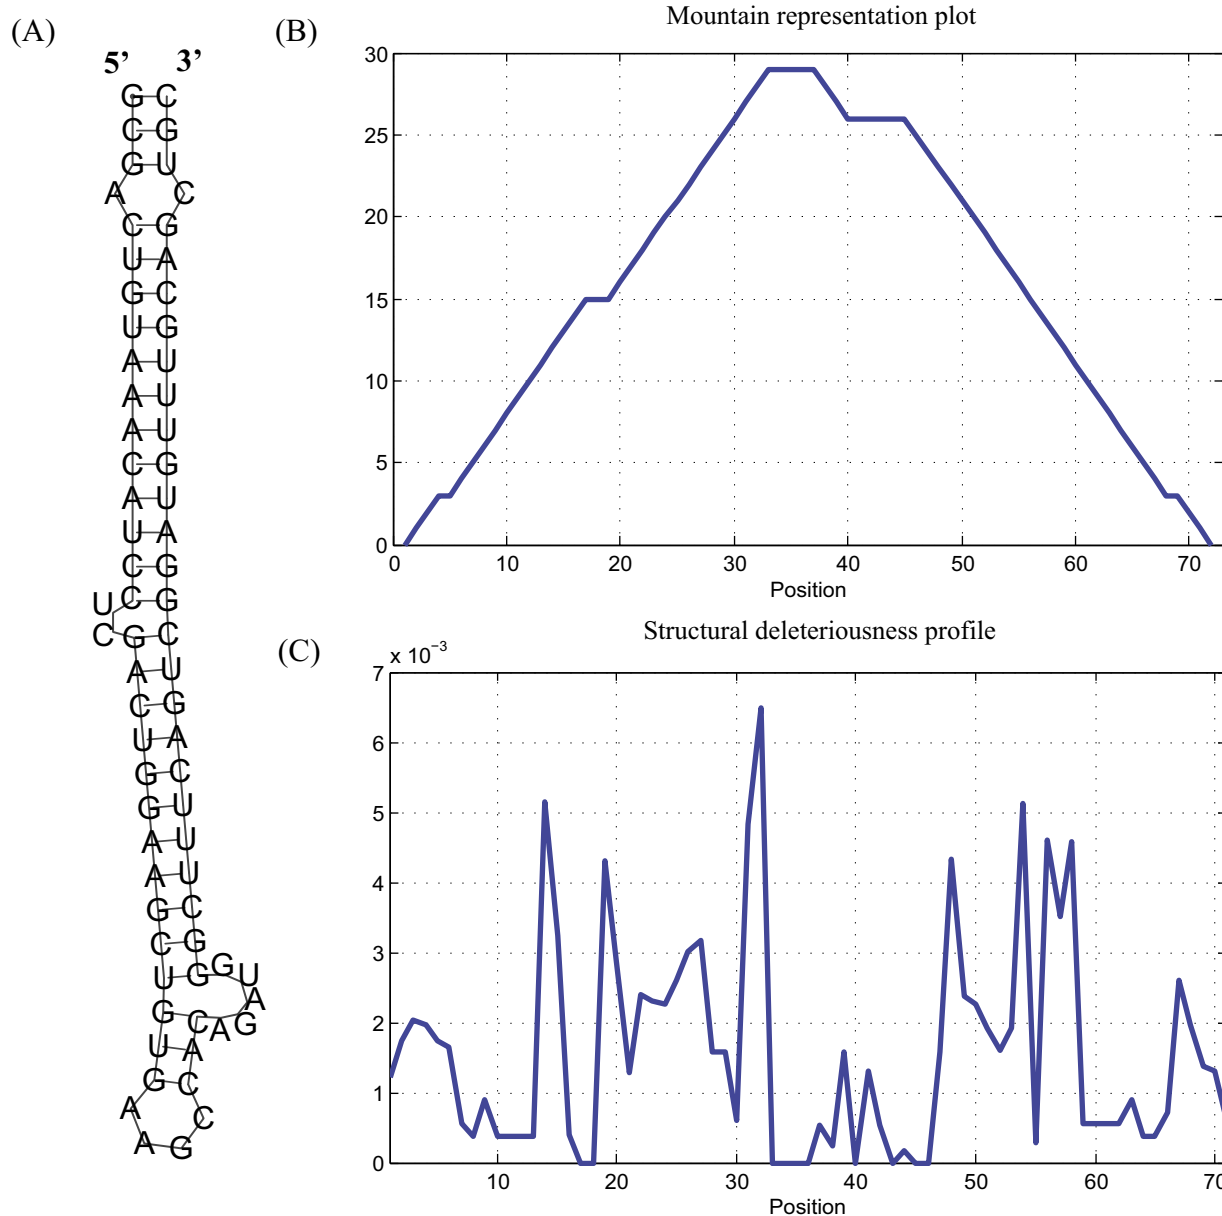 (A)
5’ 3’
G C
C G
G U
A C
C G
U A
G C
U G
A U
A U
A U
C G
A U
U A
C G
C G
U
C G C
A U
C G
U A
G C
G U
A U
A U
G C
C G
U G G U
A
G C A G
U A
G C
A C
A G
(B)
Mountain representation plot
30
25
20
15
10
5
0
0 10 20 30 40 50 60 70
Position
(C)
Structural deleteriousness profile
x 10−3
7
6
5
4
3
2
1
0
10 20 30 40 50 60 70
Position